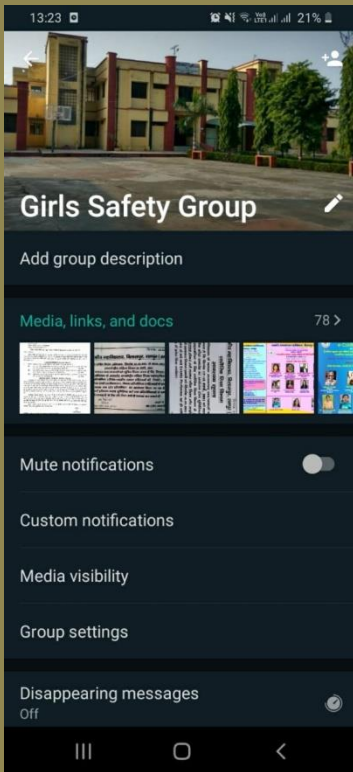 13:23 21%
Girls Safety Group
Add group description
Media, links, and docs 78 >
Mute notifications
Custom notifications
Media visibility
Group settings
Disappearing messages
Off